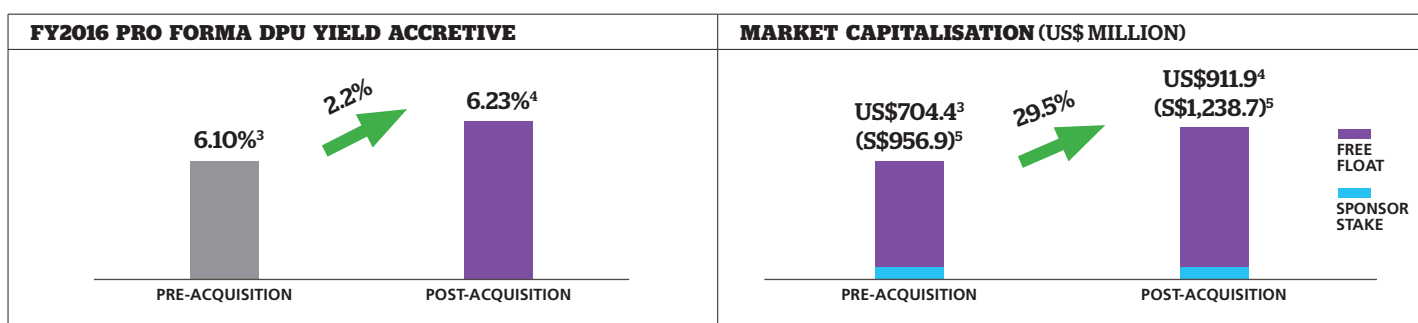 FY2016 PRO FORMA DPU YIELD ACCRETIVE
2.2%
6.10%³
6.23%⁴
PRE-ACQUISITION
POST-ACQUISITION
MARKET CAPITALISATION (US$ MILLION)
US$704.4³
(S$956.9)⁵
29.5%
US$911.9⁴
(S$1,238.7)⁵
FREE
FLOAT
SPONSOR
STAKE
PRE-ACQUISITION
POST-ACQUISITION